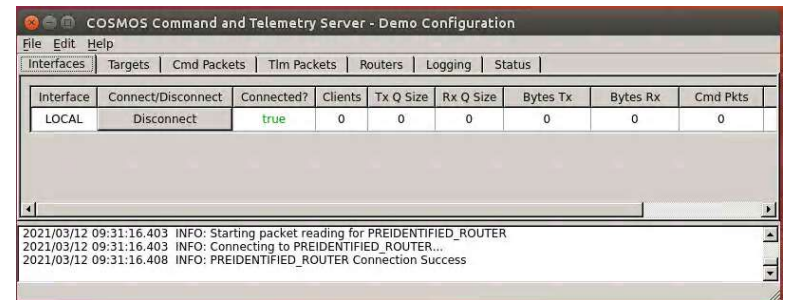 COSMOS Command and Telemetry Server - Demo Configuration
File Edit Help
Interfaces Targets Cmd Packets Tlm Packets Routers Logging Status
Interface Connect/Disconnect Connected? Clients Tx Q Size Rx Q Size Bytes Tx Bytes Rx Cmd Pkts
LOCAL Disconnect true 0 0 0 0 0 0
2021/03/12 09:31:16.403 INFO: Starting packet reading for PREIDENTIFIED_ROUTER
2021/03/12 09:31:16.403 INFO: Connecting to PREIDENTIFIED_ROUTER...
2021/03/12 09:31:16.408 INFO: PREIDENTIFIED_ROUTER Connection Success